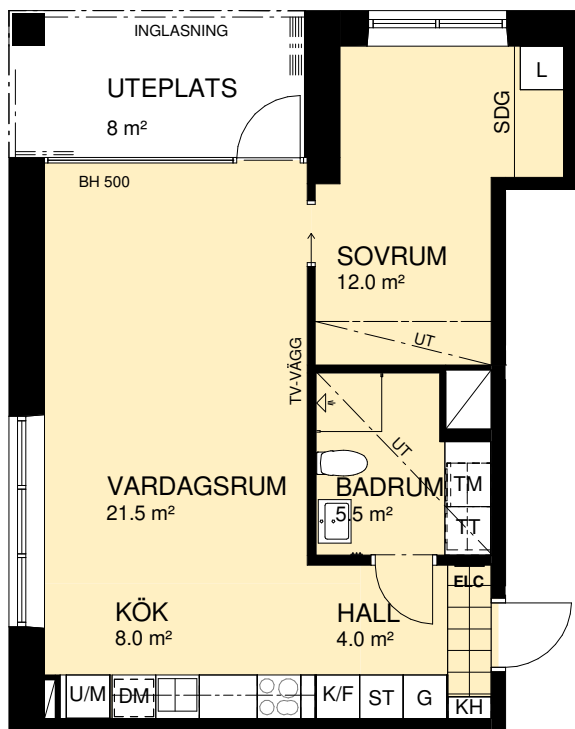 INGLASNING
UTEPLATS
8 m²
L
SDG
BH 500
SOVRUM
12.0 m²
UT
TV-VÄGG
UT
VARDAGSRUM
21.5 m²
BADRUM
5.5 m²
TM
TT
ELC
KÖK
8.0 m²
HALL
4.0 m²
U/M
DM
K/F
ST
G
KH